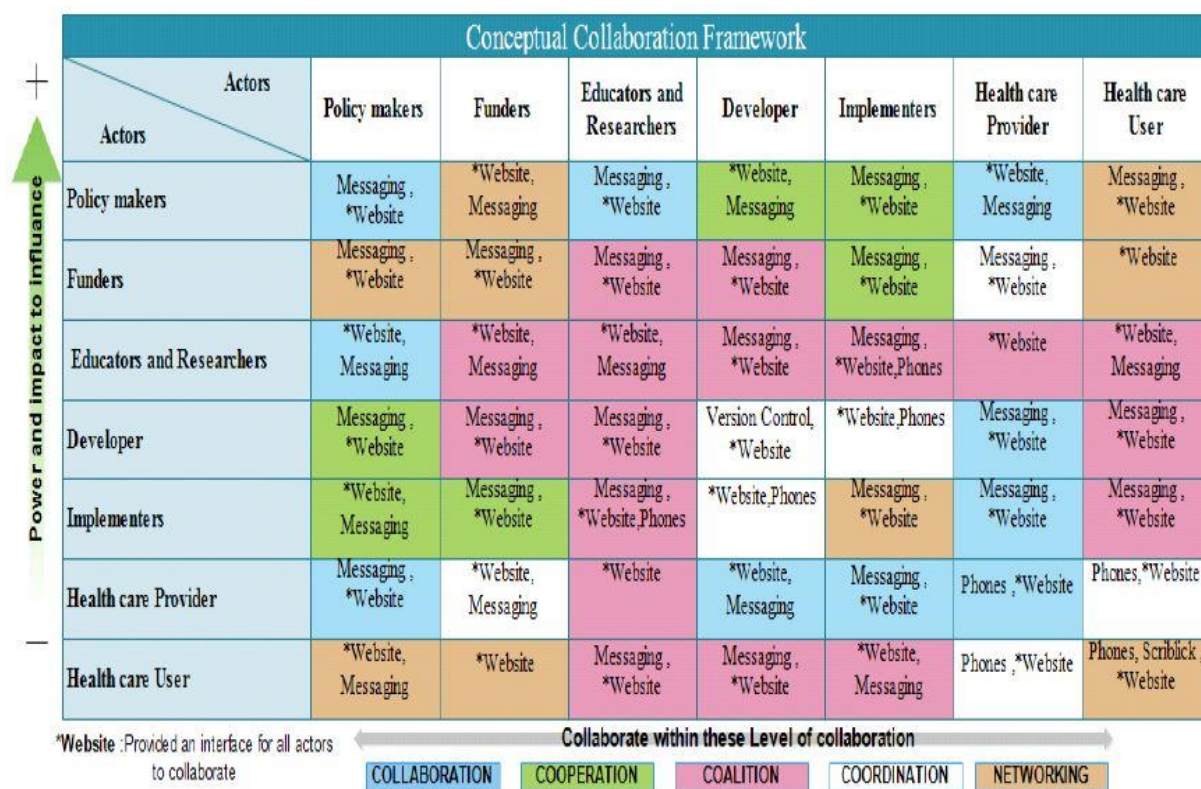 Conceptual Collaboration Framework
+
Actors
Actors
Policy makers
Funders
Educators and
Researchers
Developer
Implementers
Health care
Provider
Health care
User
Power and impact to influance
Policy makers
Messaging ,
*Website
*Website,
Messaging
Messaging ,
*Website
*Website,
Messaging
Messaging ,
*Website
*Website,
Messaging
Messaging ,
*Website
Funders
Messaging ,
*Website
Messaging ,
*Website
Messaging ,
*Website
Messaging ,
*Website
Messaging ,
*Website
Messaging ,
*Website
*Website
Educators and Researchers
*Website,
Messaging
*Website,
Messaging
*Website,
Messaging
Messaging ,
*Website
Messaging ,
*Website,Phones
*Website
*Website,
Messaging
Developer
Messaging ,
*Website
Messaging ,
*Website
Messaging ,
*Website
Version Control,
*Website
*Website,Phones
Messaging ,
*Website
Messaging ,
*Website
Implementers
*Website,
Messaging
Messaging ,
*Website
Messaging ,
*Website,Phones
*Website,Phones
Messaging ,
*Website
Messaging ,
*Website
Messaging ,
*Website
Health care Provider
Messaging ,
*Website
*Website,
Messaging
*Website
*Website,
Messaging
Messaging ,
*Website
Phones ,*Website
Phones,*Website
—
Health care User
*Website,
Messaging
*Website
Messaging ,
*Website
Messaging ,
*Website
*Website,
Messaging
Phones ,*Website
Phones, Scriblick ,
*Website
*Website :Provided an interface for all actors
to collaborate
Collaborate within these Level of collaboration
COLLABORATION
COOPERATION
COALITION
COORDINATION
NETWORKING